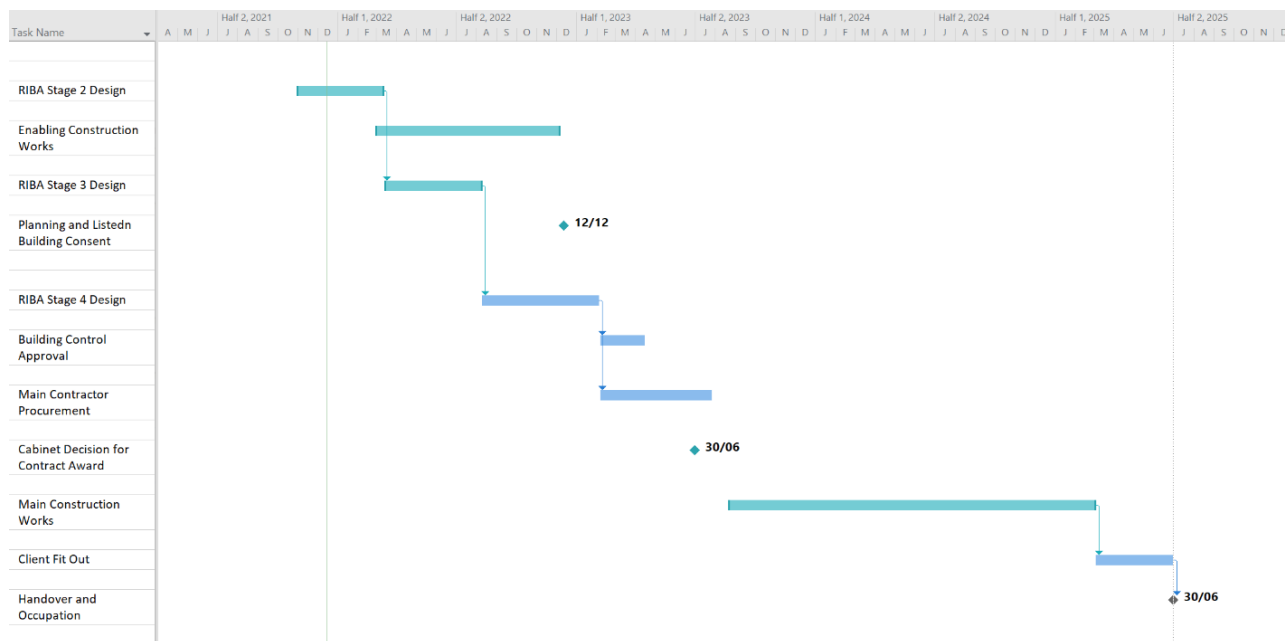 Half 2, 2021 Half 1, 2022 Half 2, 2022 Half 1, 2023 Half 2, 2023 Half 1, 2024 Half 2, 2024 Half 1, 2025 Half 2, 2025
Task Name A M J J A S O N D J F M A M J J A S O N D J F M A M J J A S O N D J F M A M J J A S O N D J F M A M J J A S O N D
RIBA Stage 2 Design
Enabling Construction
Works
RIBA Stage 3 Design
Planning and Listedn
Building Consent
12/12
RIBA Stage 4 Design
Building Control
Approval
Main Contractor
Procurement
Cabinet Decision for
Contract Award
30/06
Main Construction
Works
Client Fit Out
Handover and
Occupation
30/06